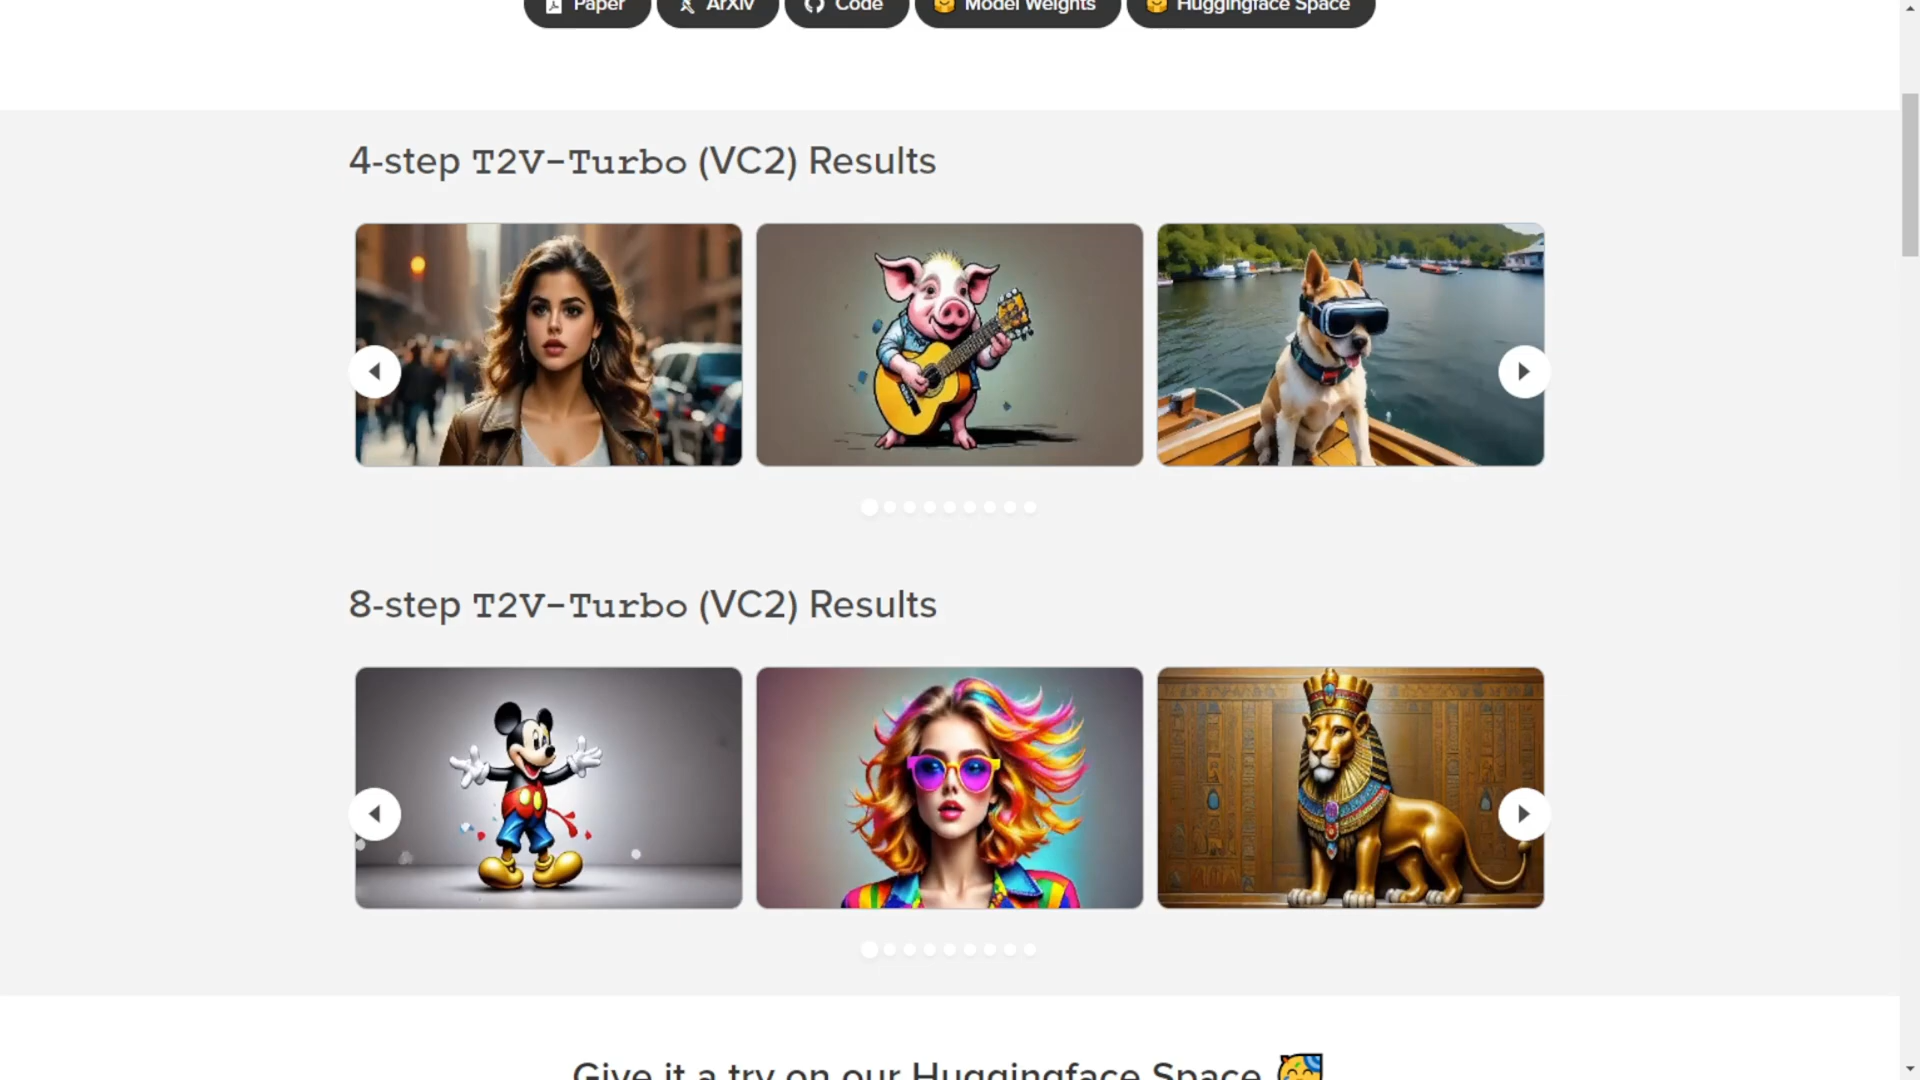 Paper arXiv Code Model Weights Huggingface Space
4-step T2V-Turbo (VC2) Results
8-step T2V-Turbo (VC2) Results
Give it a try on our Huggingface Space